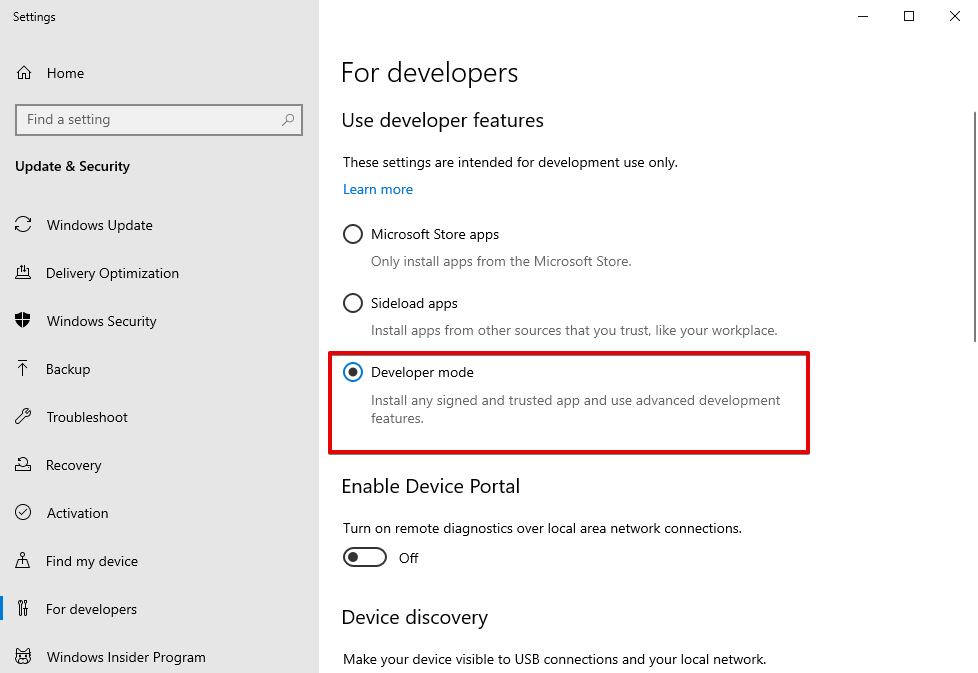 Settings
Home
Find a setting
Update & Security
Windows Update
Delivery Optimization
Windows Security
Backup
Troubleshoot
Recovery
Activation
Find my device
For developers
Windows Insider Program
For developers
Use developer features
These settings are intended for development use only.
Learn more
Microsoft Store apps
Only install apps from the Microsoft Store.
Sideload apps
Install apps from other sources that you trust, like your workplace.
Developer mode
Install any signed and trusted app and use advanced development
features.
Enable Device Portal
Turn on remote diagnostics over local area network connections.
Off
Device discovery
Make your device visible to USB connections and your local network.